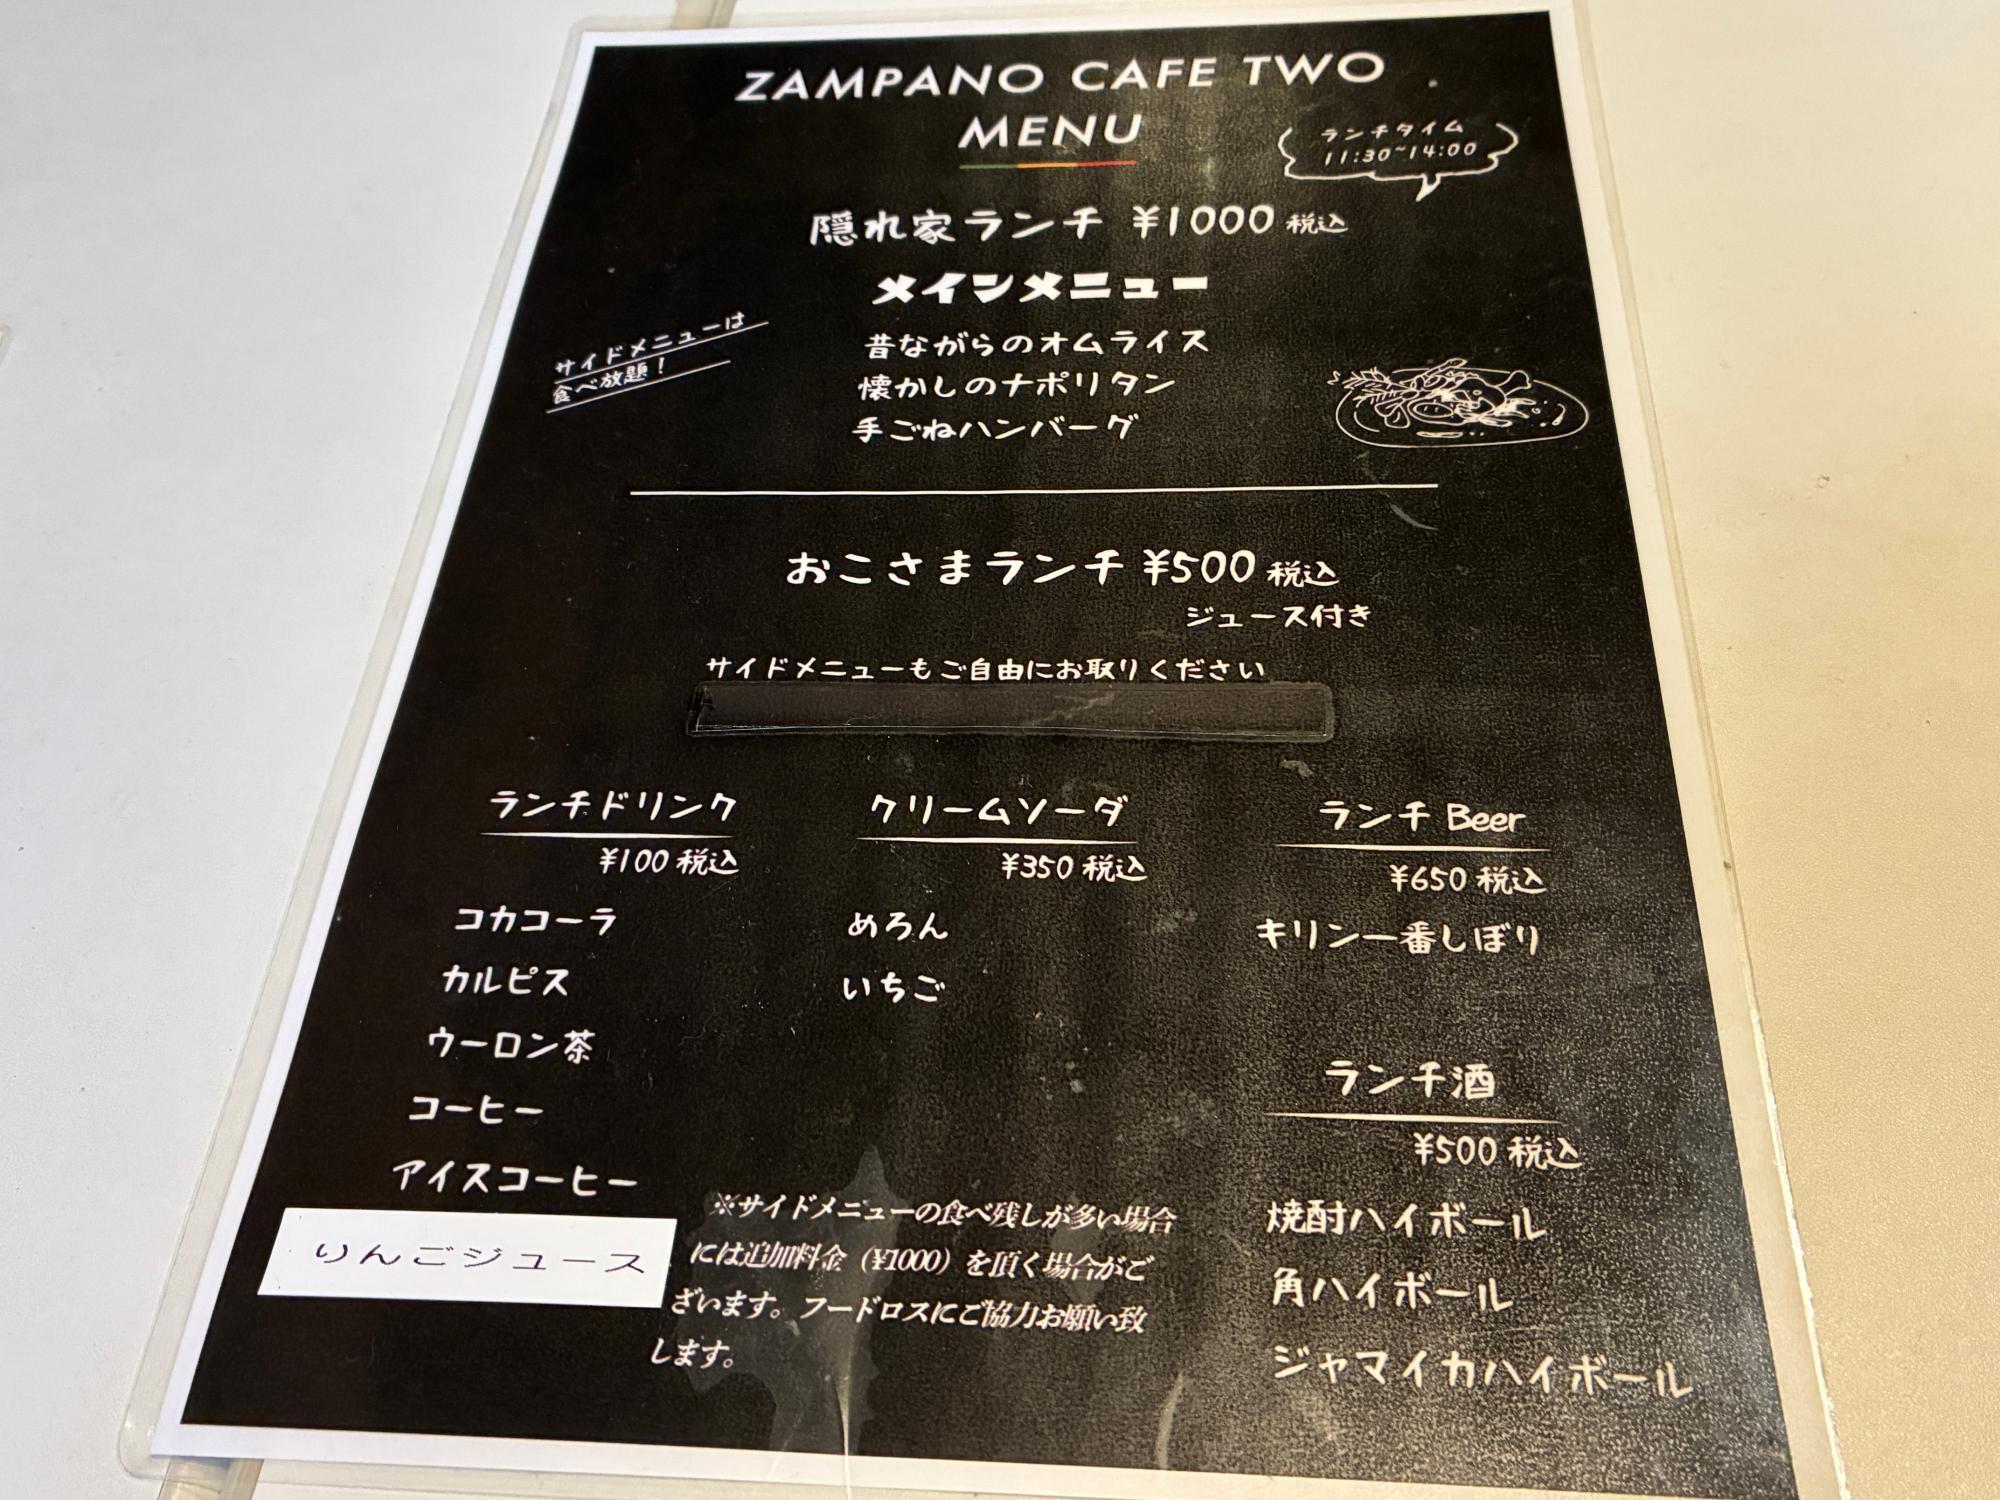 ZAMPANO CAFE TWO
MENU
ランチタイム
11:30~14:00
隠れ家ランチ ¥1000 税込
メインメニュー
サイドメニューは
食べ放題！
昔ながらのオムライス
懐かしのナポリタン
手ごねハンバーグ
おこさまランチ ¥500 税込
ジュース付き
サイドメニューもご自由にお取りください
ランチドリンク
¥100 税込
コカコーラ
カルピス
ウーロン茶
コーヒー
アイスコーヒー
りんごジュース
クリームソーダ
¥350 税込
めろん
いちご
ランチ Beer
¥650 税込
キリン一番しぼり
ランチ酒
¥500 税込
焼酎ハイボール
角ハイボール
ジャマイカハイボール
※サイドメニューの食べ残しが多い場合
には追加料金（¥1000）を頂く場合がご
ざいます。フードロスにご協力お願い致
します。